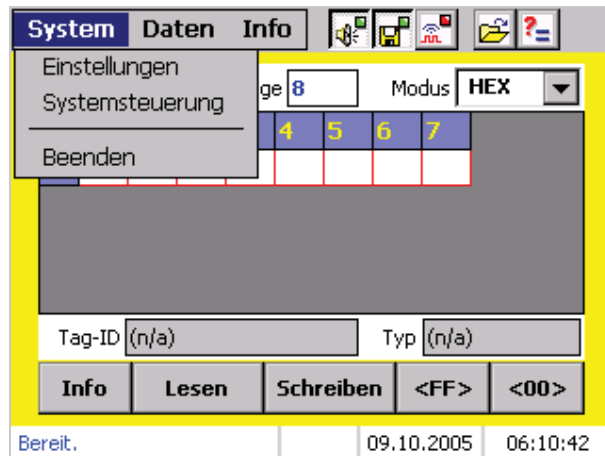 System Daten Info ?=
Einstellungen
Systemsteuerung
Beenden
ge 8 Modus HEX
4 5 6 7
Tag-ID (n/a) Typ (n/a)
Info Lesen Schreiben <FF> <00>
Bereit. 09.10.2005 06:10:42